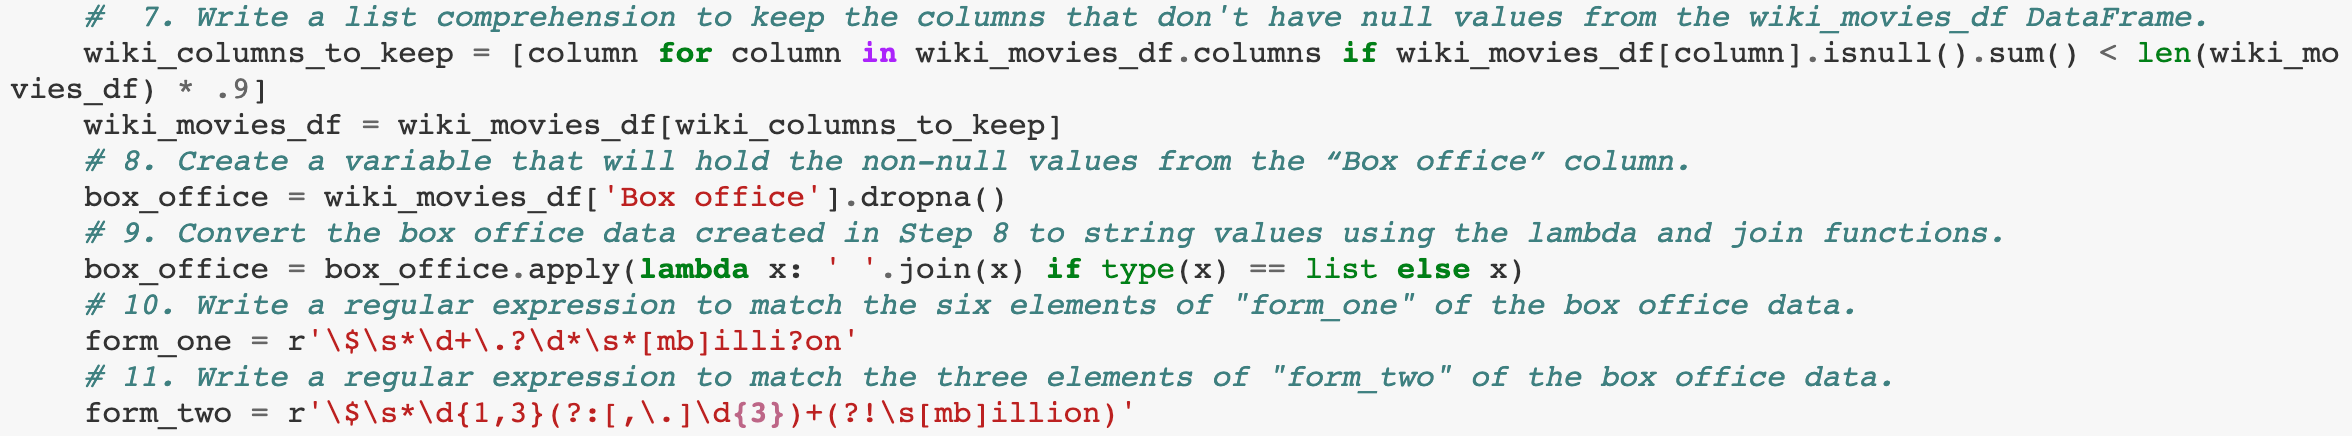 #  7. Write a list comprehension to keep the columns that don't have null values from the wiki_movies_df DataFrame.
wiki_columns_to_keep = [column for column in wiki_movies_df.columns if wiki_movies_df[column].isnull().sum() < len(wiki_mo
vies_df) * .9]
wiki_movies_df = wiki_movies_df[wiki_columns_to_keep]
# 8. Create a variable that will hold the non-null values from the “Box office” column.
box_office = wiki_movies_df['Box office'].dropna()
# 9. Convert the box office data created in Step 8 to string values using the lambda and join functions.
box_office = box_office.apply(lambda x: ' '.join(x) if type(x) == list else x)
# 10. Write a regular expression to match the six elements of "form_one" of the box office data.
form_one = r'\$\s*\d+\.?\d*\s*[mb]illi?on'
# 11. Write a regular expression to match the three elements of "form_two" of the box office data.
form_two = r'\$\s*\d{1,3}(?:[,\.]\d{3})+(?!\s[mb]illion)'